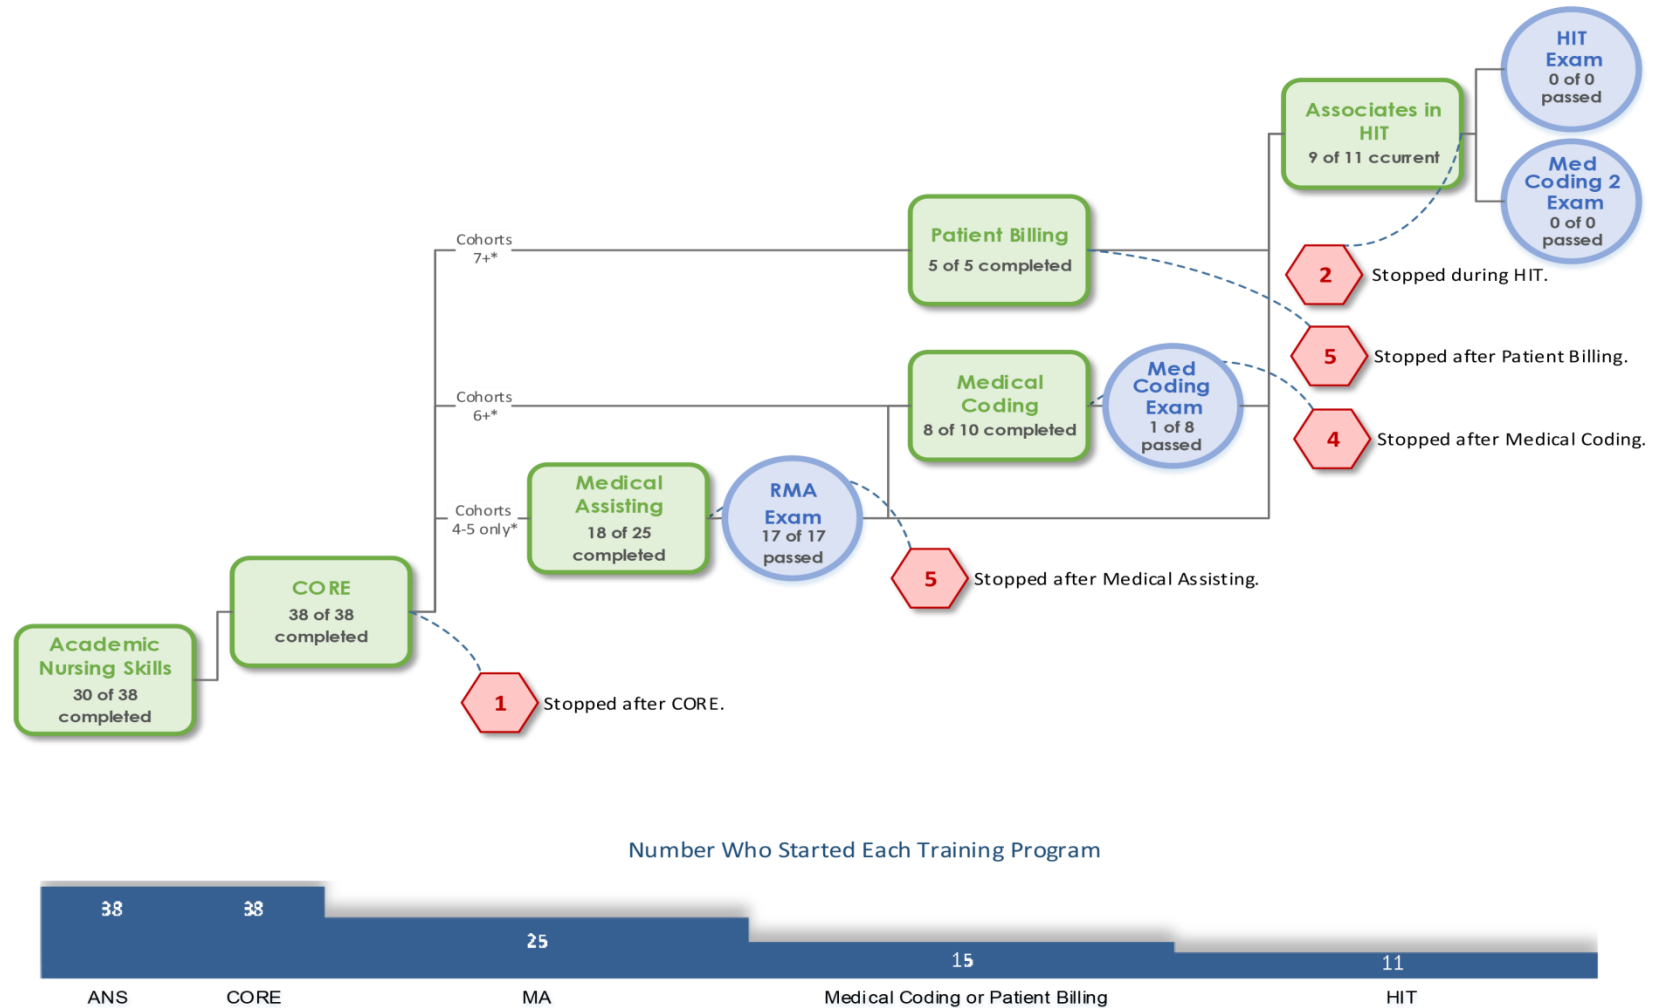 HIT
Exam
0 of 0
passed
Associates in
HIT
9 of 11 ccurrent
Med
Coding 2
Exam
0 of 0
passed
Cohorts
7+*
Patient Billing
5 of 5 completed
2
Stopped during HIT.
5
Stopped after Patient Billing.
Cohorts
6+*
Medical
Coding
8 of 10 completed
Med
Coding
Exam
1 of 8
passed
4
Stopped after Medical Coding.
Cohorts
4-5 only*
Medical
Assisting
18 of 25
completed
RMA
Exam
17 of 17
passed
5
Stopped after Medical Assisting.
CORE
38 of 38
completed
Academic
Nursing Skills
30 of 38
completed
1
Stopped after CORE.
Number Who Started Each Training Program
38
38
25
15
11
ANS
CORE
MA
Medical Coding or Patient Billing
HIT